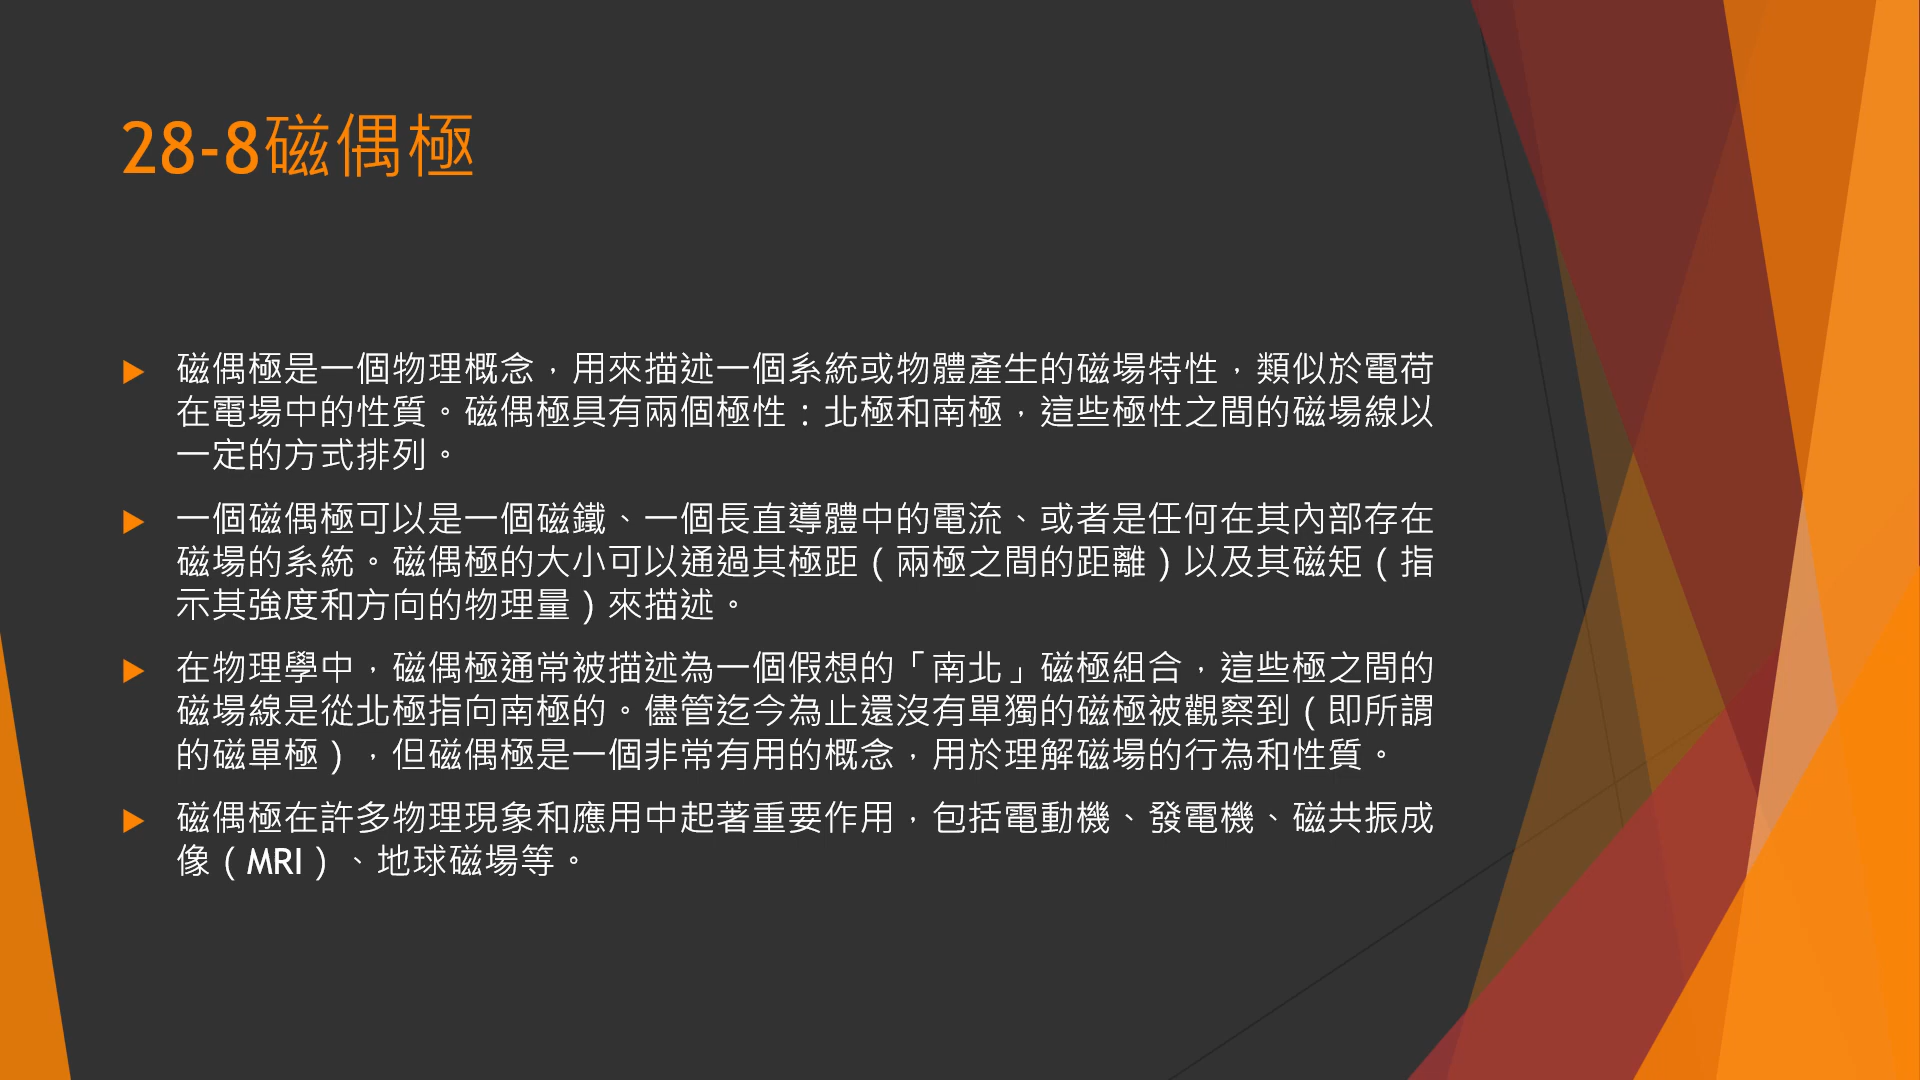 28-8磁偶極
磁偶極是一個物理概念，用來描述一個系統或物體產生的磁場特性，類似於電荷
在電場中的性質。磁偶極具有兩個極性：北極和南極，這些極性之間的磁場線以
一定的方式排列。
一個磁偶極可以是一個磁鐵、一個長直導體中的電流、或者是任何在其內部存在
磁場的系統。磁偶極的大小可以通過其極距（兩極之間的距離）以及其磁矩（指
示其強度和方向的物理量）來描述。
在物理學中，磁偶極通常被描述為一個假想的「南北」磁極組合，這些極之間的
磁場線是從北極指向南極的。儘管迄今為止還沒有單獨的磁極被觀察到（即所謂
的磁單極），但磁偶極是一個非常有用的概念，用於理解磁場的行為和性質。
磁偶極在許多物理現象和應用中起著重要作用，包括電動機、發電機、磁共振成
像（MRI）、地球磁場等。